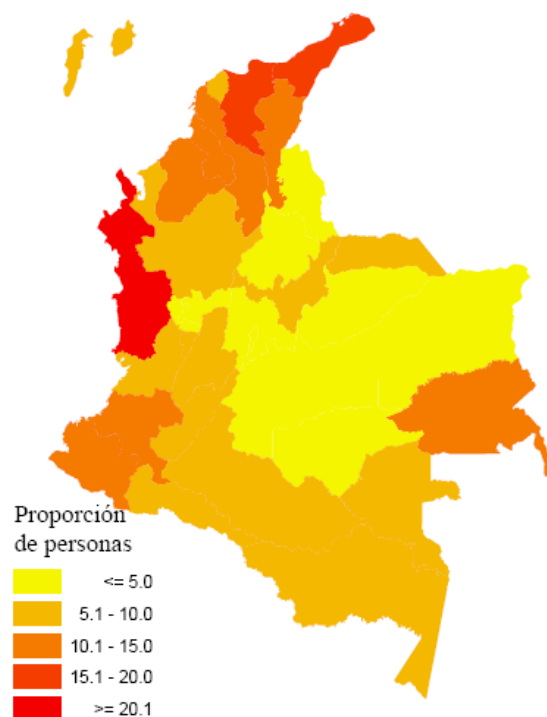 Proporción
de personas
<= 5.0
5.1 - 10.0
10.1 - 15.0
15.1 - 20.0
>= 20.1